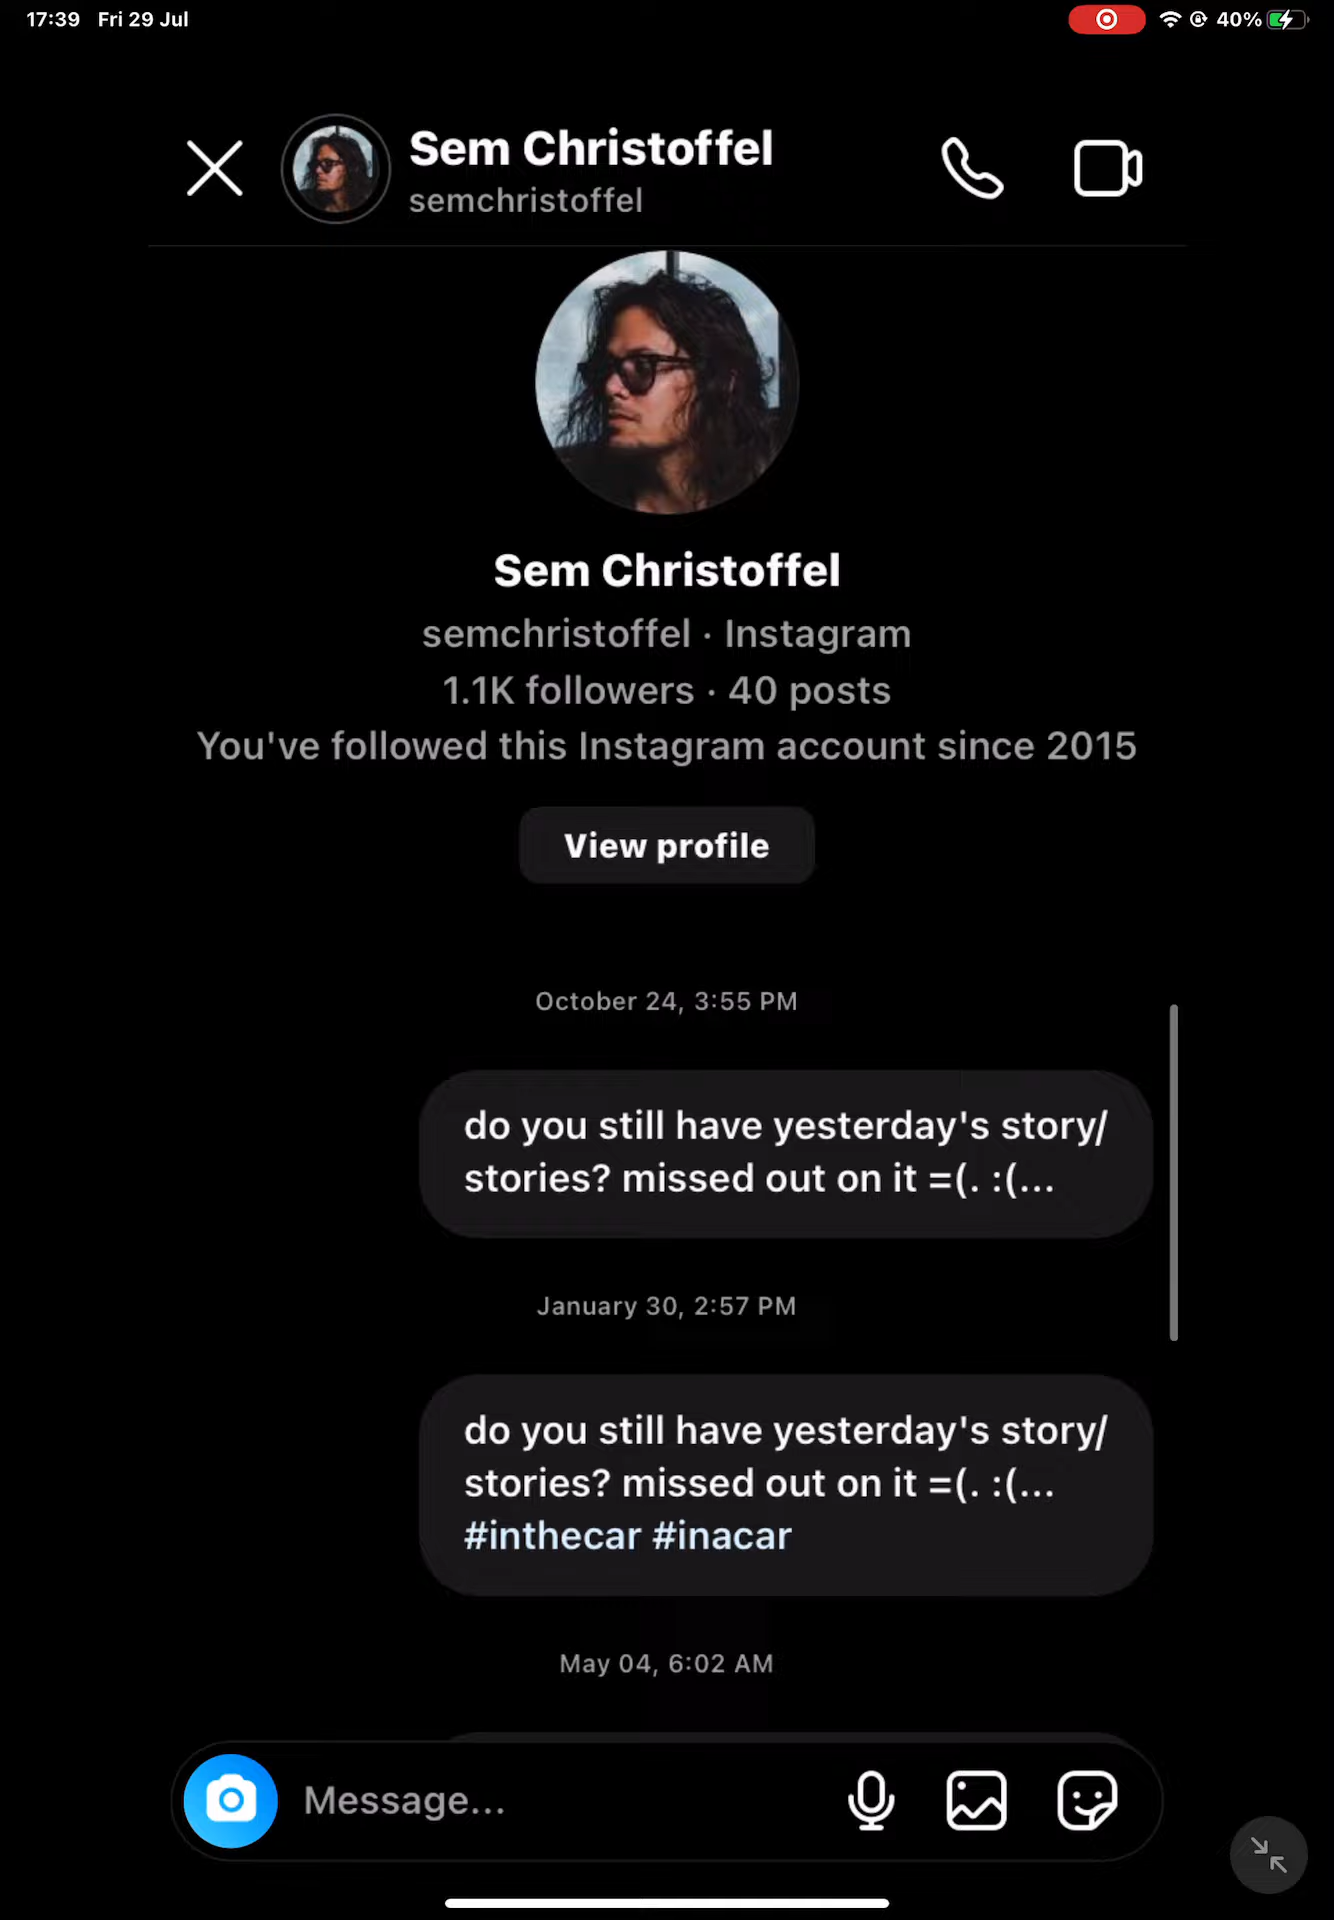 17:39 Fri 29 Jul
40%
Sem Christoffel
semchristoffel
Sem Christoffel
semchristoffel · Instagram
1.1K followers · 40 posts
You've followed this Instagram account since 2015
View profile
October 24, 3:55 PM
do you still have yesterday's story/
stories? missed out on it =(. :(...
January 30, 2:57 PM
do you still have yesterday's story/
stories? missed out on it =(. :(...
#inthecar #inacar
May 04, 6:02 AM
Message...